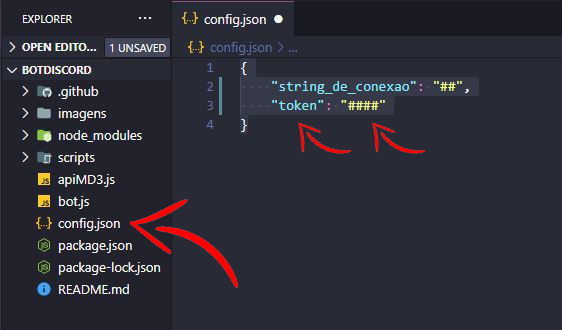 EXPLORER
OPEN EDITO... 1 UNSAVED
BOTDISCORD
.github
imagens
node_modules
scripts
apiMD3.js
bot.js
config.json
package.json
package-lock.json
README.md
config.json
config.json > ...
1 {
2 "string_de_conexao": "##",
3 "token": "####"
4 }